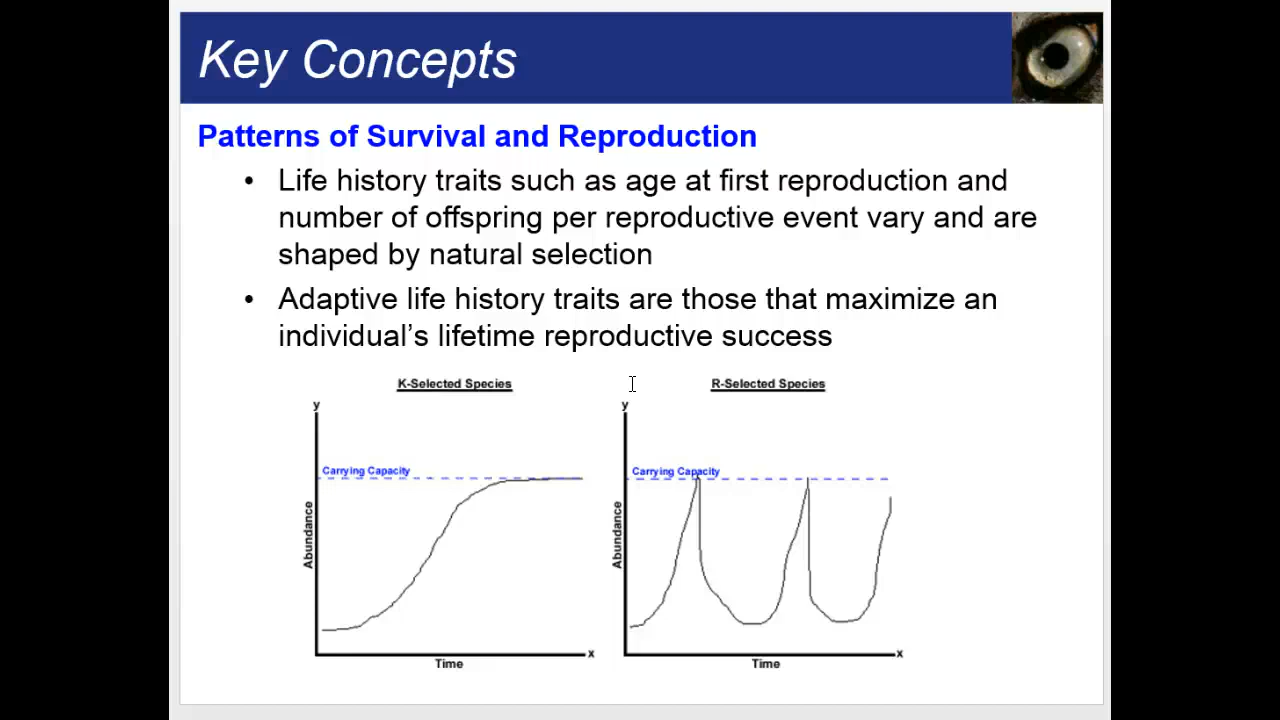 Key Concepts
Patterns of Survival and Reproduction
• Life history traits such as age at first reproduction and
number of offspring per reproductive event vary and are
shaped by natural selection
• Adaptive life history traits are those that maximize an
individual's lifetime reproductive success
K-Selected Species
y
Carrying Capacity
Abundance
Time
x
R-Selected Species
y
Carrying Capacity
Abundance
Time
x